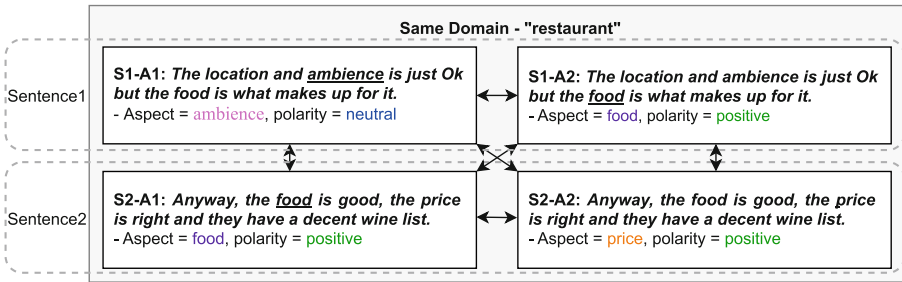 Same Domain - "restaurant"
Sentence1
S1-A1: The location and ambience is just Ok
but the food is what makes up for it.
- Aspect = ambience, polarity = neutral
S1-A2: The location and ambience is just Ok
but the food is what makes up for it.
- Aspect = food, polarity = positive
Sentence2
S2-A1: Anyway, the food is good, the price
is right and they have a decent wine list.
- Aspect = food, polarity = positive
S2-A2: Anyway, the food is good, the price
is right and they have a decent wine list.
- Aspect = price, polarity = positive